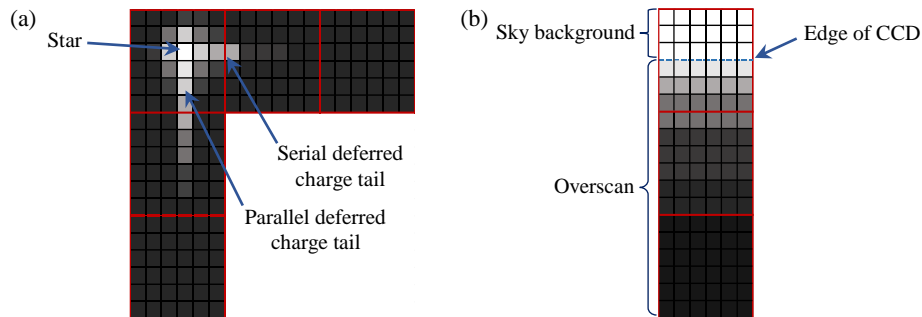 (a)
Star
Serial deferred
charge tail
Parallel deferred
charge tail
(b)
Sky background
Edge of CCD
Overscan